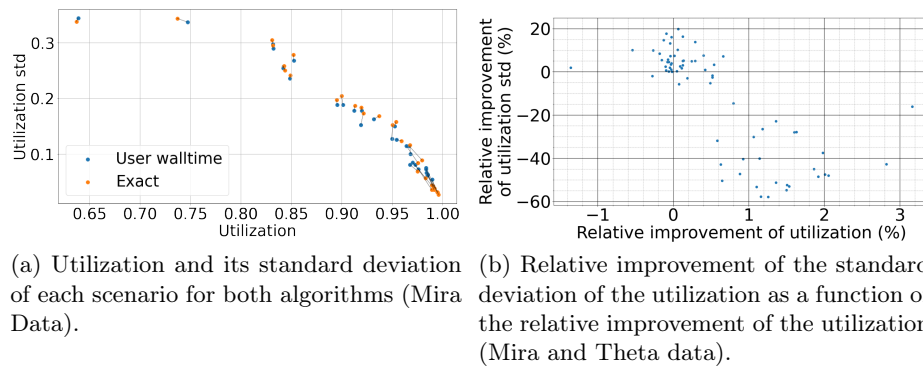 0.3
0.2
0.1
Utilization std
User walltime
Exact
0.65 0.70 0.75 0.80 0.85 0.90 0.95 1.00
Utilization
(a) Utilization and its standard deviation
of each scenario for both algorithms (Mira
Data).
20
0
−20
−40
−60
Relative improvement
of utilization std (%)
−1 0 1 2 3
Relative improvement of utilization (%)
(b) Relative improvement of the standard
deviation of the utilization as a function o
the relative improvement of the utilization
(Mira and Theta data).